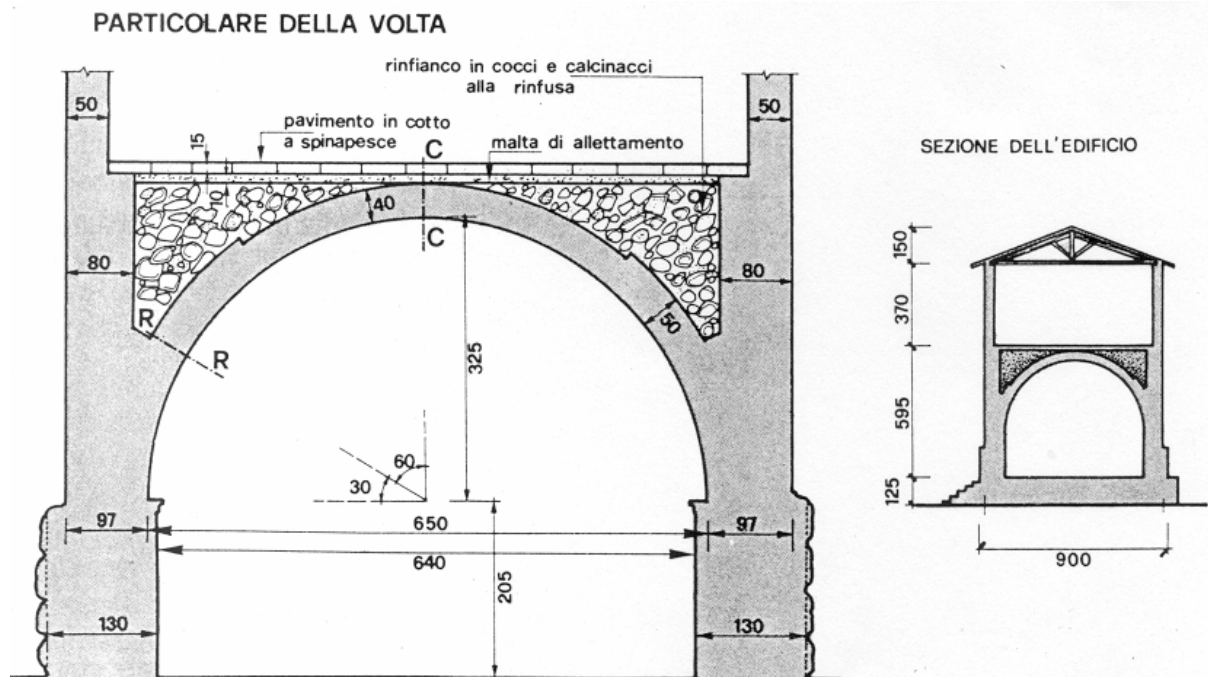 PARTICOLARE DELLA VOLTA
rinfianco in cocci e calcinacci
alla rinfusa
50
50
pavimento in cotto
a spinapesce
15
C
malta di allettamento
SEZIONE DELL'EDIFICIO
10
40
C
80
80
R
R
50
325
60
30
97
650
97
640
205
130
130
150
370
595
125
900